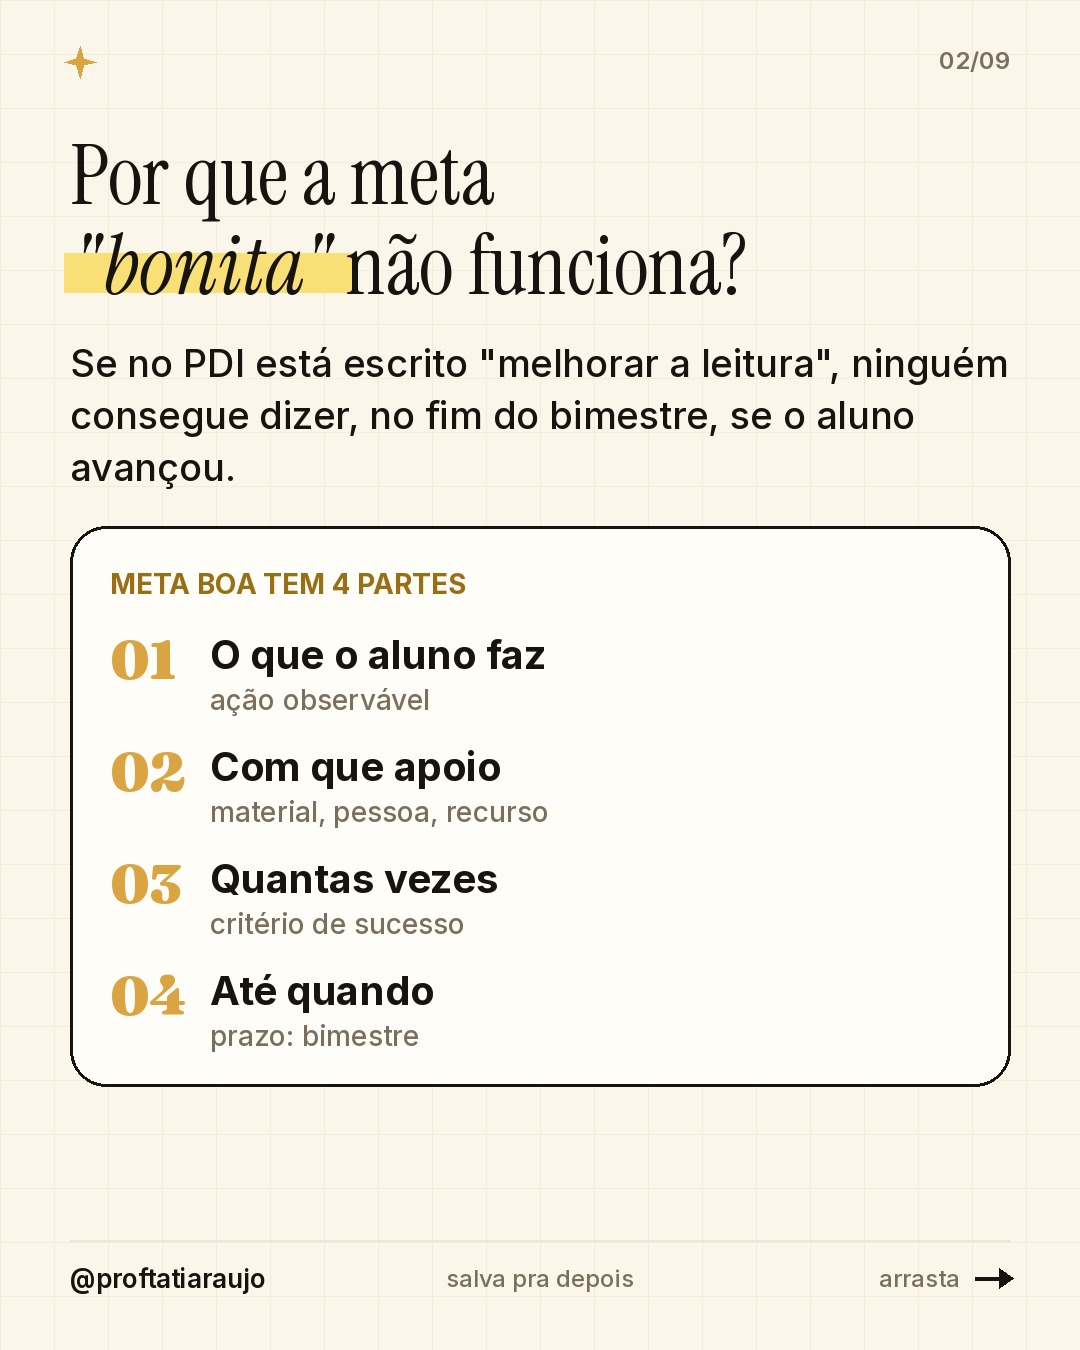 02/09
Por que a meta
"bonita" não funciona?
Se no PDI está escrito "melhorar a leitura", ninguém
consegue dizer, no fim do bimestre, se o aluno
avançou.
META BOA TEM 4 PARTES
01 O que o aluno faz
ação observável
02 Com que apoio
material, pessoa, recurso
03 Quantas vezes
critério de sucesso
04 Até quando
prazo: bimestre
@proftatiaraujo salva pra depois arrasta